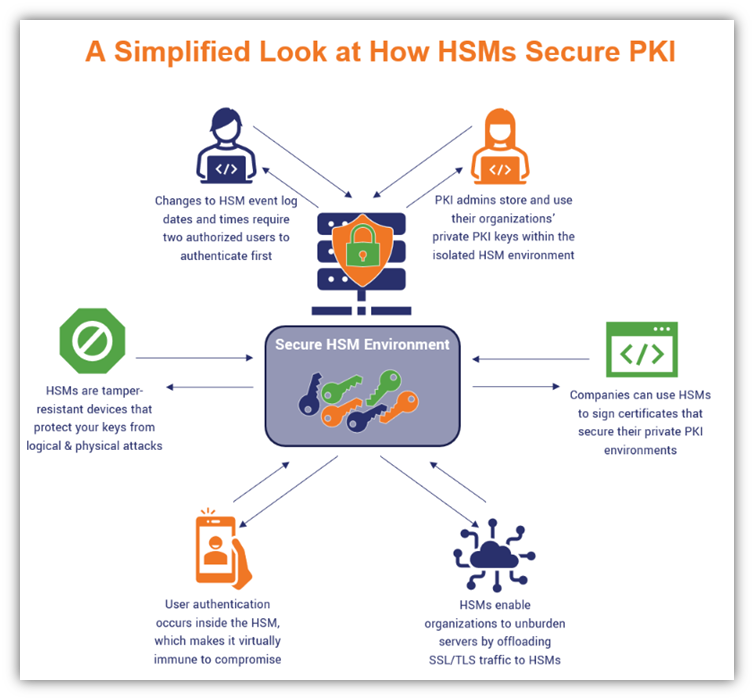 A Simplified Look at How HSMs Secure PKI
Changes to HSM event log
dates and times require
two authorized users to
authenticate first
PKI admins store and use
their organizations'
private PKI keys within the
isolated HSM environment
Secure HSM Environment
HSMs are tamper-
resistant devices that
protect your keys from
logical & physical attacks
</>
Companies can use HSMs
to sign certificates that
secure their private PKI
environments
User authentication
occurs inside the HSM,
which makes it virtually
immune to compromise
HSMs enable
organizations to unburden
servers by offloading
SSL/TLS traffic to HSMs